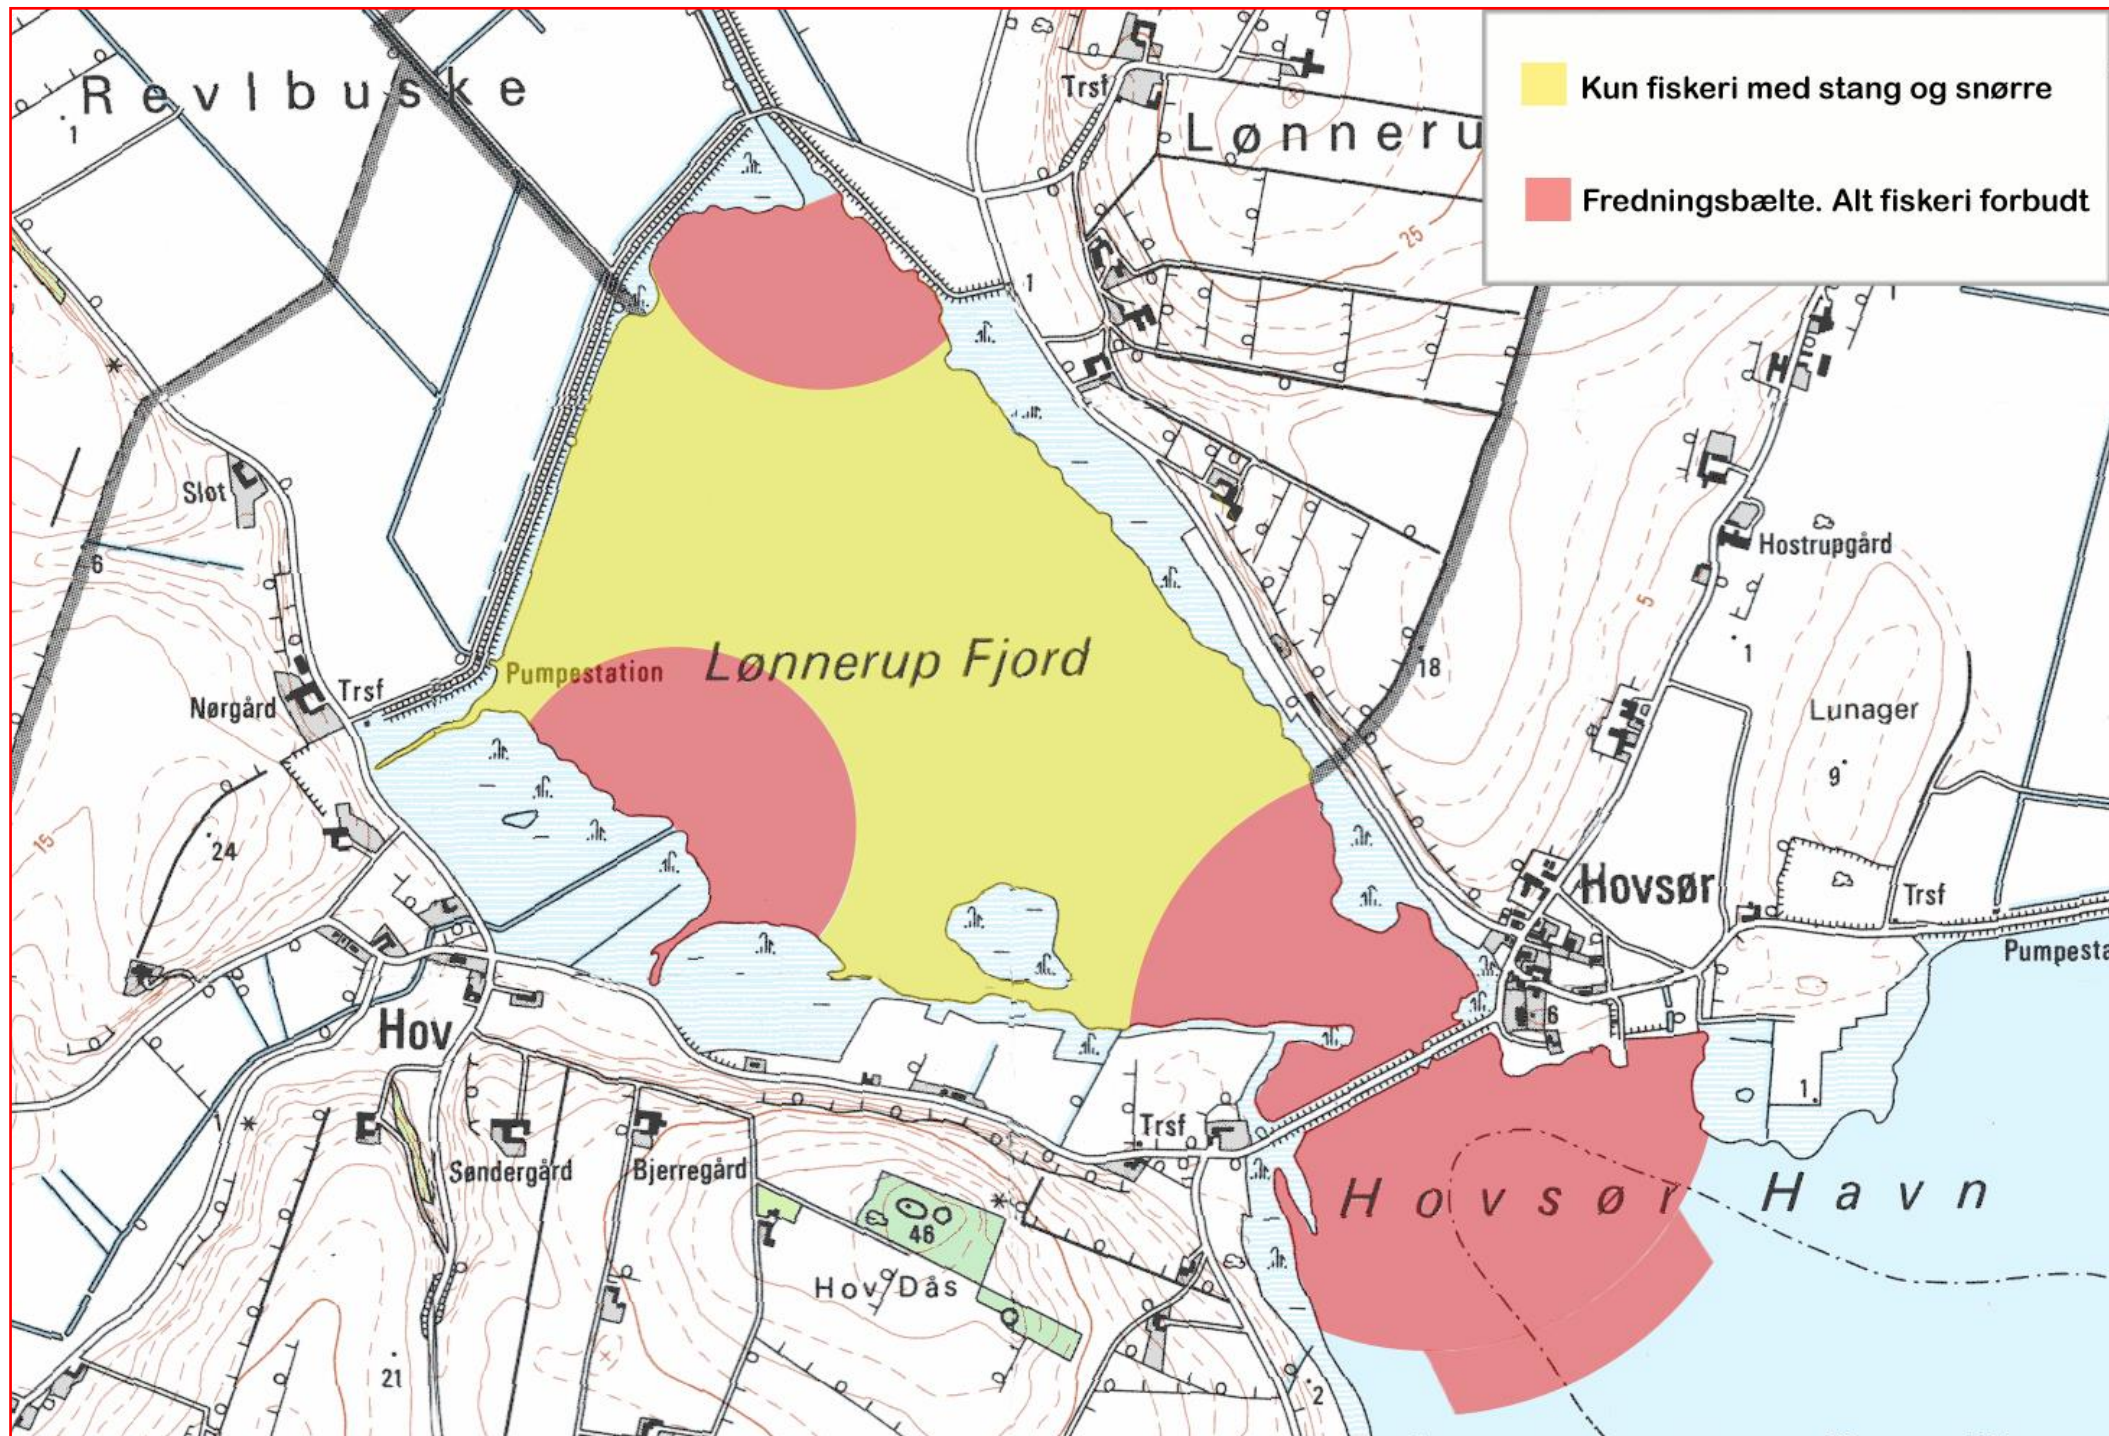 Kun fiskeri med stang og snørre
Fredningsbælte. Alt fiskeri forbudt
Revlbuske
1
Trsf
Lønneru
25
1
Slot
6
Hostrupgård
5
1
Pumpestation
Lønnerup Fjord
18
Nørgård
Trsf
Lunager
9
15
24
Hovsør
Trsf
Pumpesta
Hov
6
1
Trsf
Søndergård
Bjerregård
Hovsør Havn
46
Hov Dås
21
2